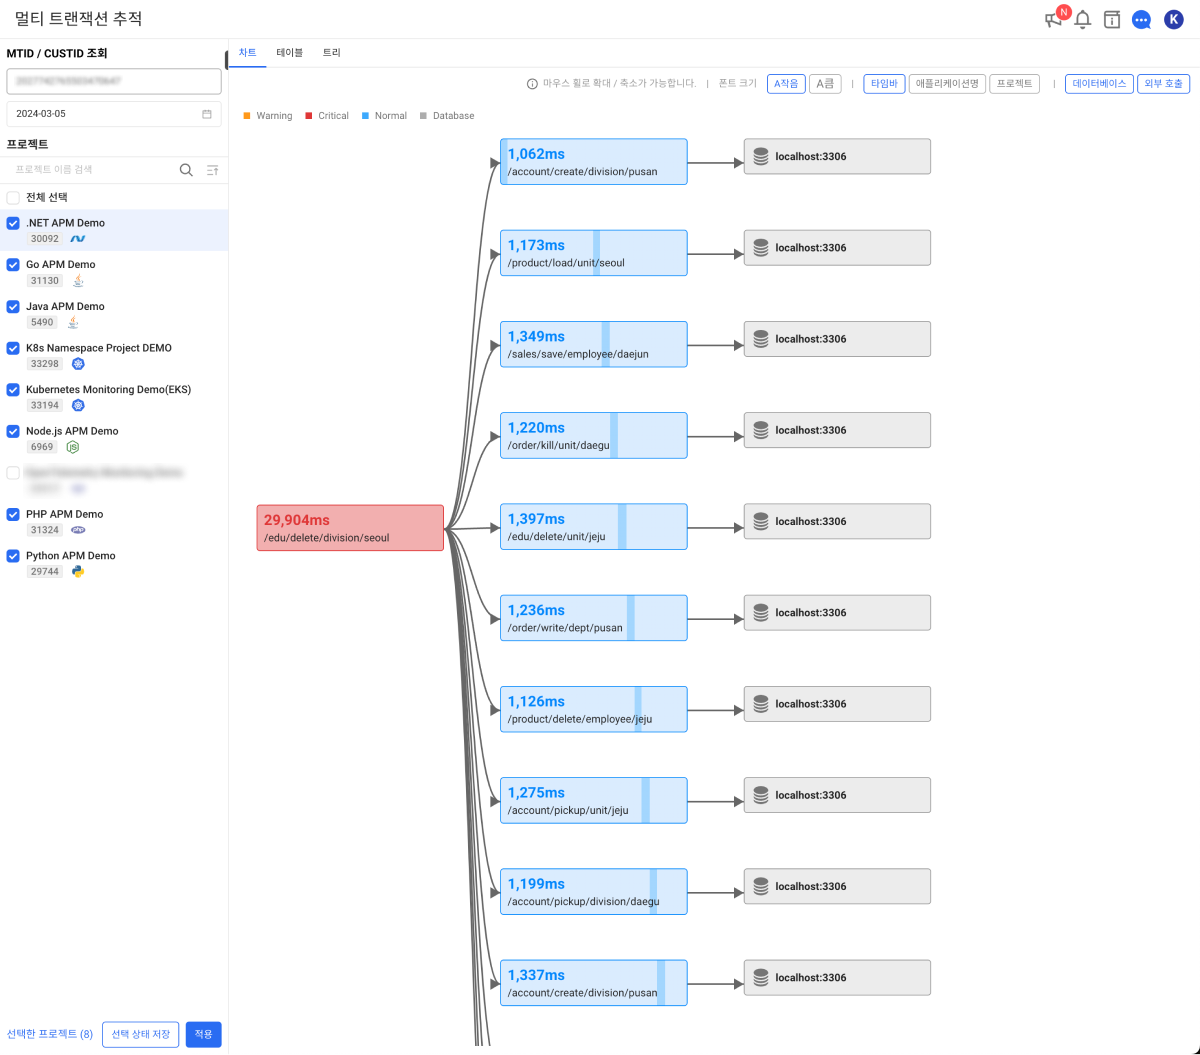 멀티 트랜잭션 추적
N
K
MTID / CUSTID 조회
2024-03-05
프로젝트
프로젝트 이름 검색
전체 선택
.NET APM Demo
30092
Go APM Demo
31130
Java APM Demo
5490
K8s Namespace Project DEMO
33298
Kubernetes Monitoring Demo(EKS)
33194
Node.js APM Demo
6969
PHP APM Demo
31324
php
Python APM Demo
29744
선택한 프로젝트 (8)
선택 상태 저장
적용
차트
테이블
트리
마우스 휠로 확대 / 축소가 가능합니다. | 폰트 크기 A작음 A큼 | 타임바 애플리케이션명 프로젝트 | 데이터베이스 외부 호출
Warning Critical Normal Database
29,904ms
/edu/delete/division/seoul
1,062ms
/account/create/division/pusan
localhost:3306
1,173ms
/product/load/unit/seoul
localhost:3306
1,349ms
/sales/save/employee/daejun
localhost:3306
1,220ms
/order/kill/unit/daegu
localhost:3306
1,397ms
/edu/delete/unit/jeju
localhost:3306
1,236ms
/order/write/dept/pusan
localhost:3306
1,126ms
/product/delete/employee/jeju
localhost:3306
1,275ms
/account/pickup/unit/jeju
localhost:3306
1,199ms
/account/pickup/division/daegu
localhost:3306
1,337ms
/account/create/division/pusan
localhost:3306